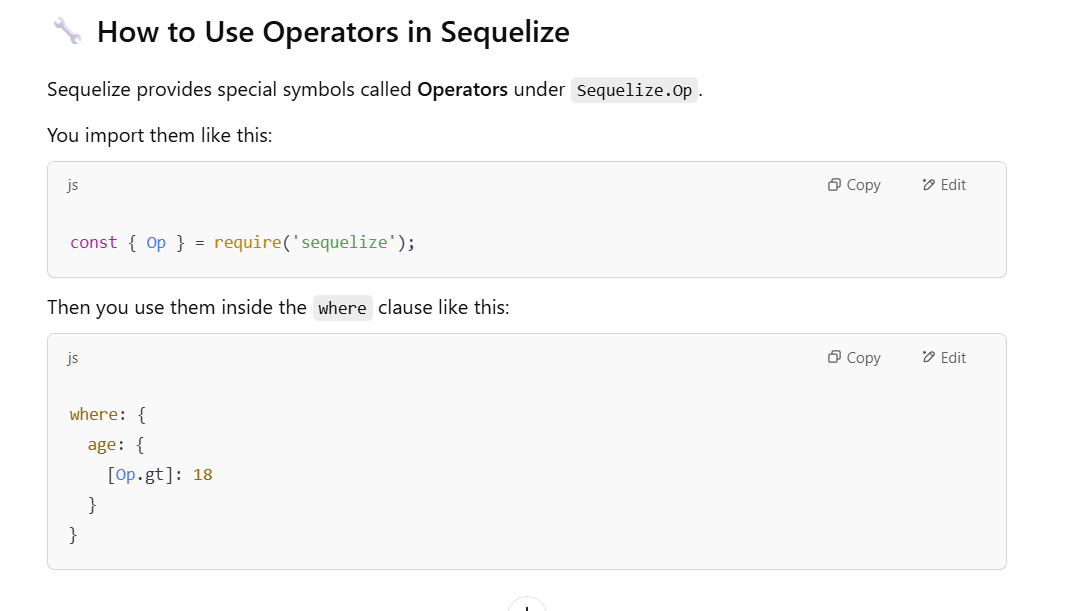 How to Use Operators in Sequelize
Sequelize provides special symbols called Operators under Sequelize.Op.
You import them like this:
js
Copy
Edit
const { Op } = require('sequelize');
Then you use them inside the where clause like this:
js
Copy
Edit
where: {
  age: {
    [Op.gt]: 18
  }
}